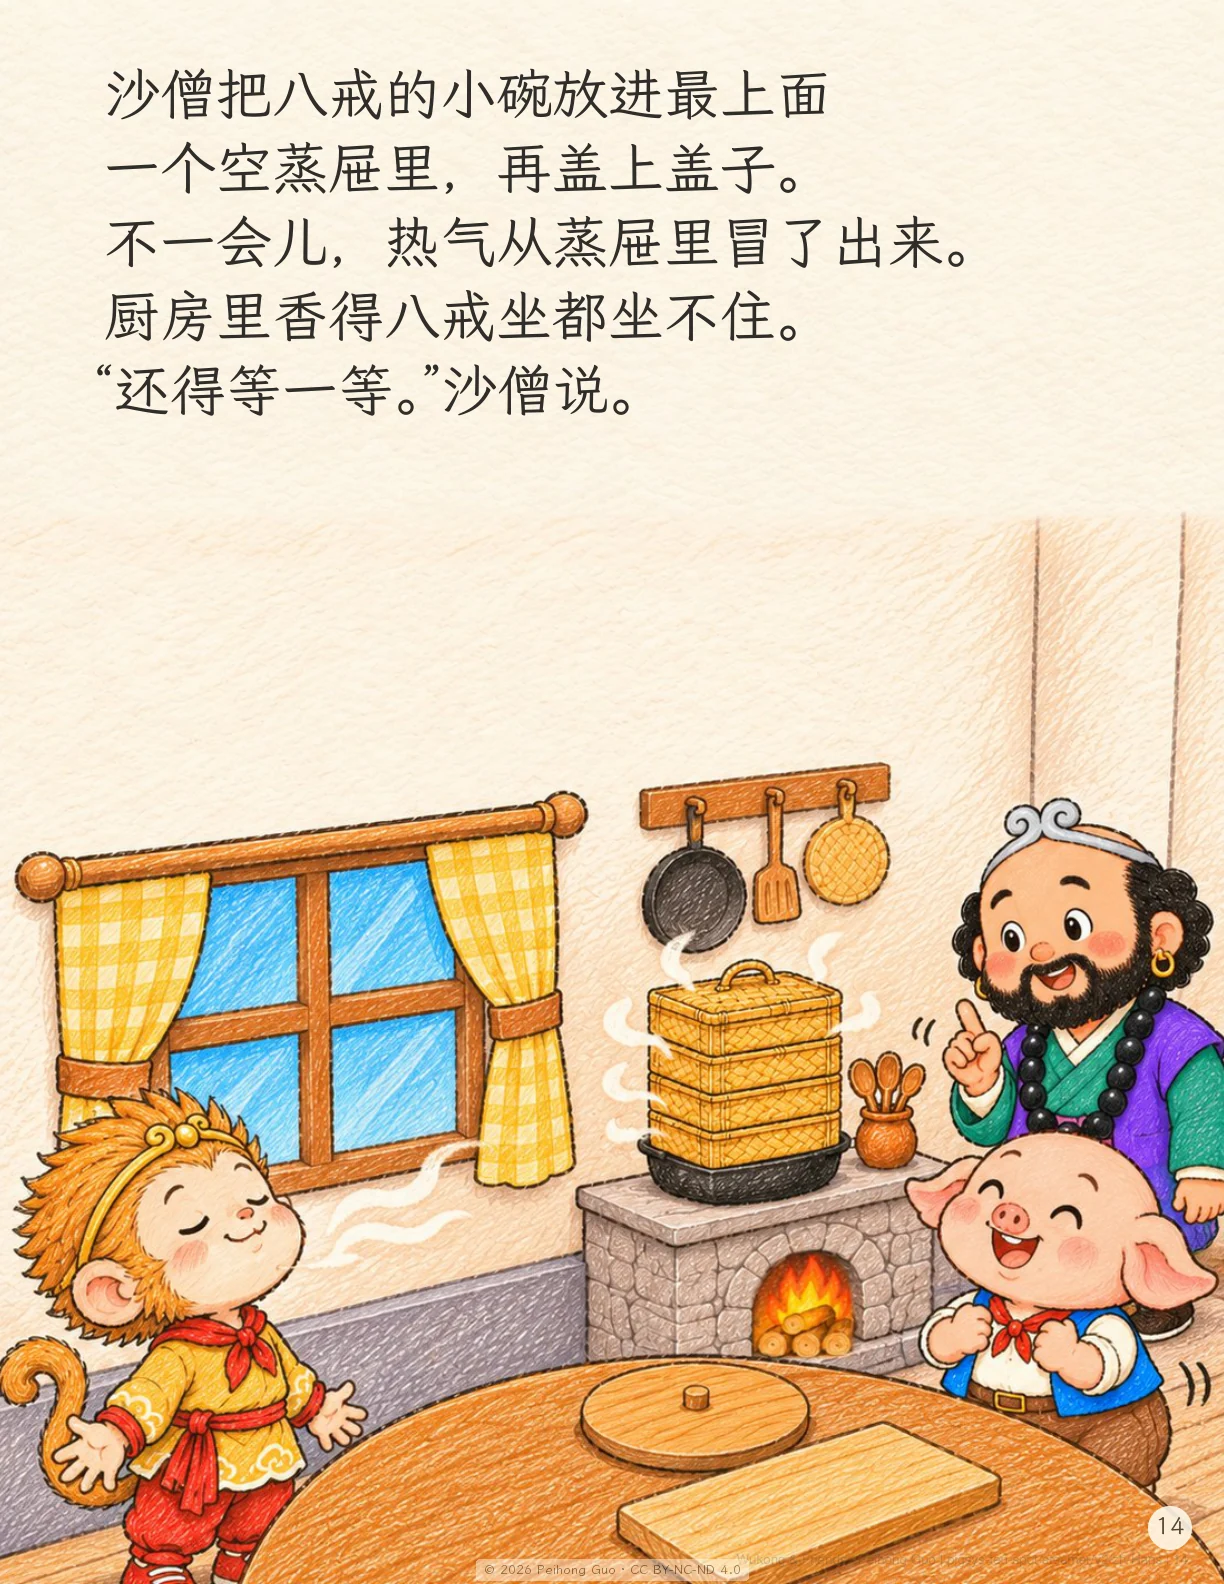 沙僧把八戒的小碗放进最上面
一个空蒸屉里，再盖上盖子。
不一会儿，热气从蒸屉里冒了出来。
厨房里香得八戒坐都坐不住。
“还得等一等。”沙僧说。
14
© 2026 Peihong Guo · CC BY-NC-ND 4.0